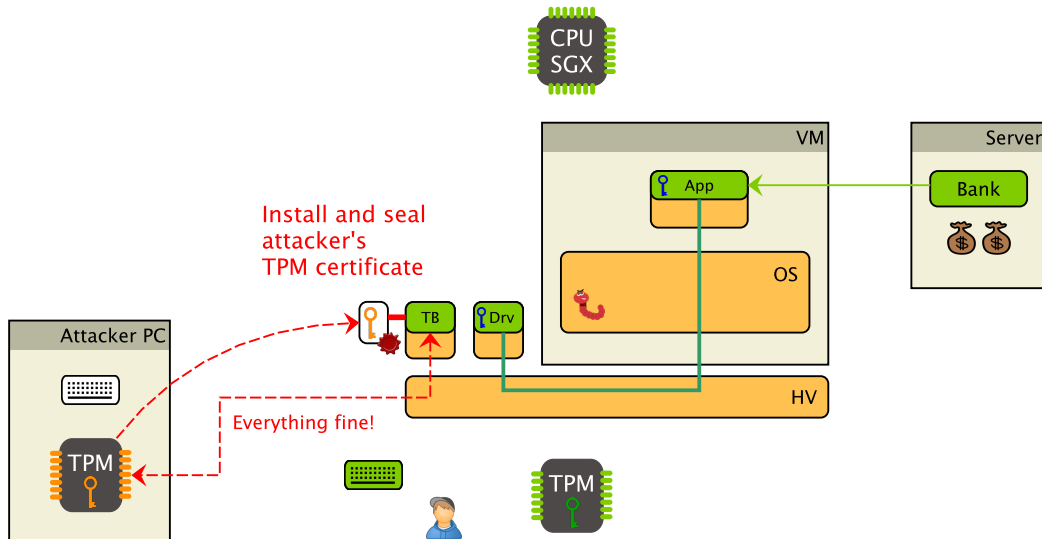 CPU
SGX
VM
Server
App
Bank
Install and seal
attacker's
TPM certificate
OS
TB
Drv
Attacker PC
HV
Everything fine!
TPM
TPM